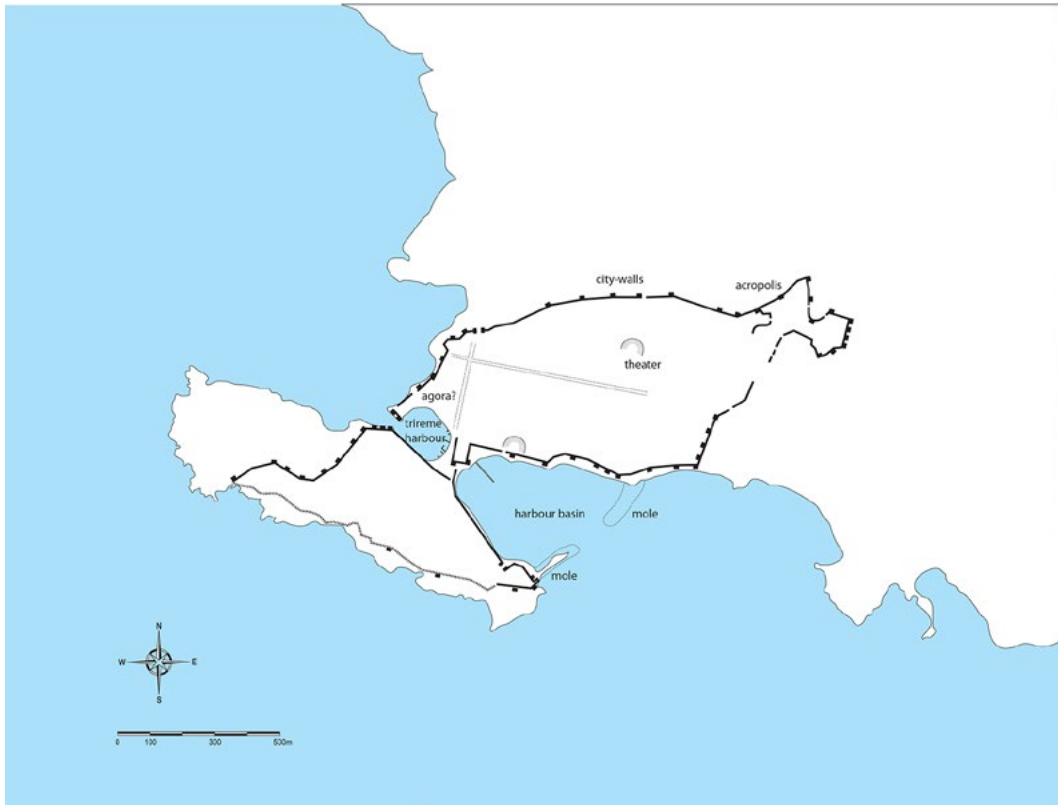 city-walls
acropolis
theater
agora?
trireme
harbour
harbour basin
mole
mole
N
W E
S
0 100 300 500m